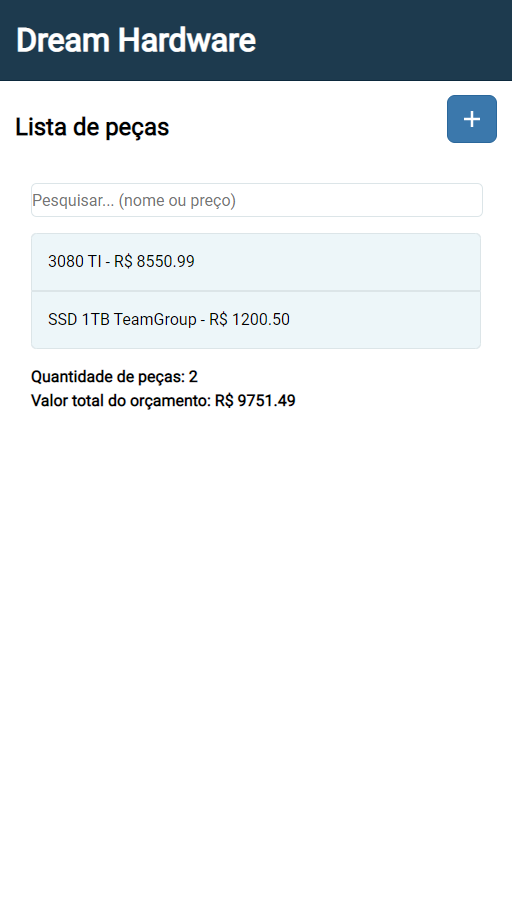 Dream Hardware
Lista de peças
+
Pesquisar... (nome ou preço)
3080 TI - R$ 8550.99
SSD 1TB TeamGroup - R$ 1200.50
Quantidade de peças: 2
Valor total do orçamento: R$ 9751.49